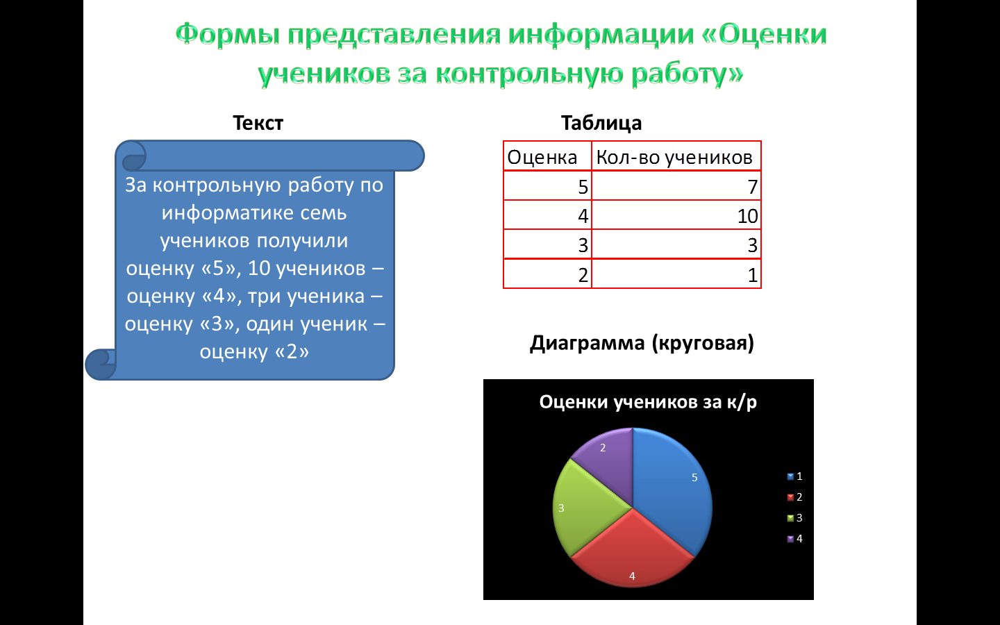 Формы представления информации «Оценки
учеников за контрольную работу»
Текст
За контрольную работу по
информатике семь
учеников получили
оценку «5», 10 учеников –
оценку «4», три ученика –
оценку «3», один ученик –
оценку «2»
Таблица
Оценка Кол-во учеников
5 7
4 10
3 3
2 1
Диаграмма (круговая)
Оценки учеников за к/р
2
5
3
4
1
2
3
4